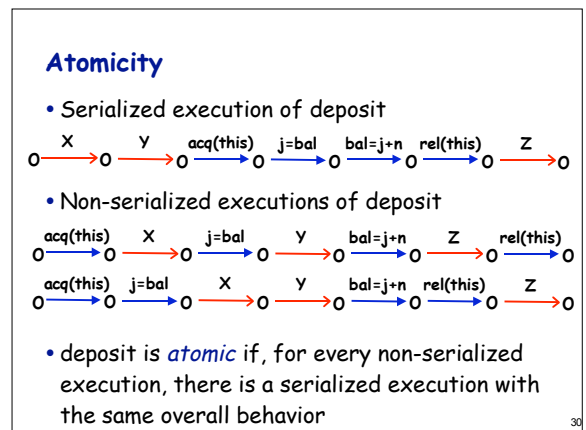 Atomicity
• Serialized execution of deposit
X Y acq(this) j=bal bal=j+n rel(this) Z
• Non-serialized executions of deposit
acq(this) X j=bal Y bal=j+n Z rel(this)
acq(this) j=bal X Y bal=j+n rel(this) Z
• deposit is atomic if, for every non-serialized
execution, there is a serialized execution with
the same overall behavior
30